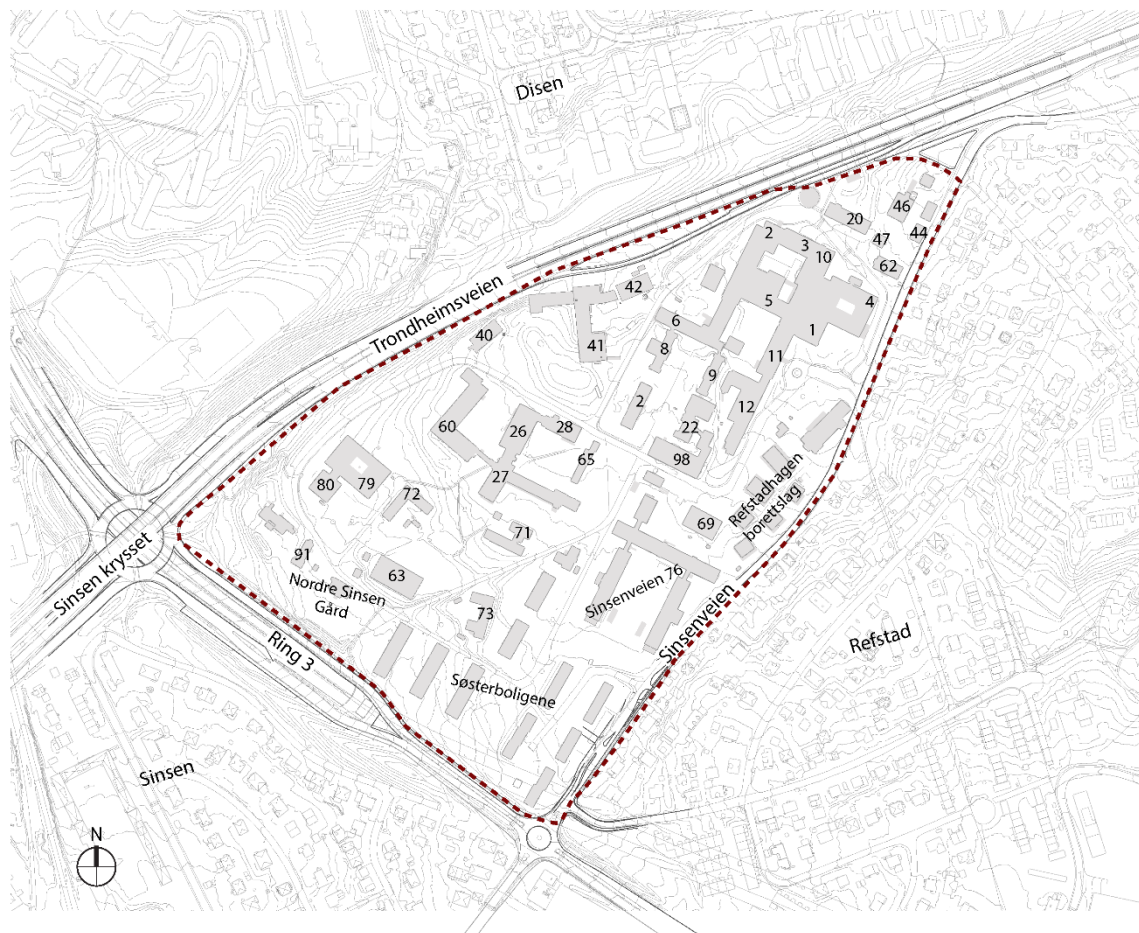 Disen
Trondheimsveien
46
20
44
47
2
3
10
62
42
5
4
6
1
40
41
8
11
9
2
12
60
26
28
22
65
98
27
80
79
72
69
Refstadhagen
borettslag
71
Sinsen krysset
91
63
Nordre Sinsen
Gård
Sinsenveien 76
73
Sinsenveien
Refstad
Ring 3
Søsterboligene
Sinsen
N